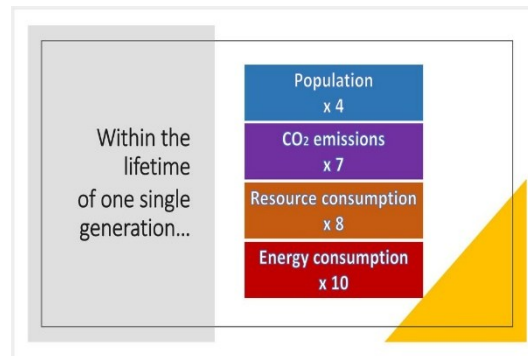 Within the
lifetime
of one single
generation...
Population
x 4
CO₂ emissions
x 7
Resource consumption
x 8
Energy consumption
x 10